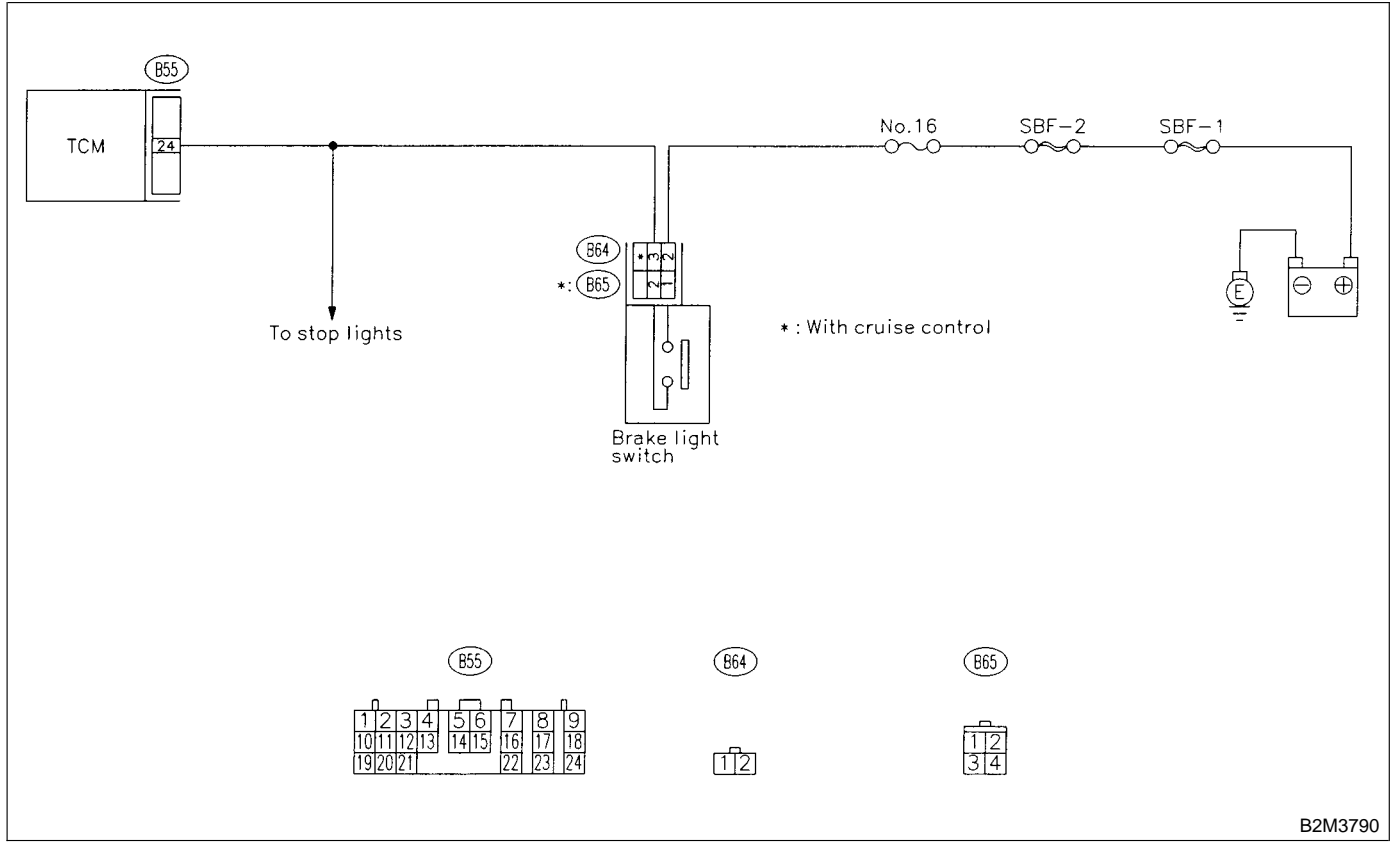 B55
TCM
24
No.16
SBF-2
SBF-1
B64
*: B65
* 3 2
2 1
To stop lights
* : With cruise control
E
- +
Brake light
switch
B55
B64
B65
1 2 3 4 5 6 7 8 9
10 11 12 13 14 15 16 17 18
19 20 21 22 23 24
1 2
1 2
3 4
B2M3790